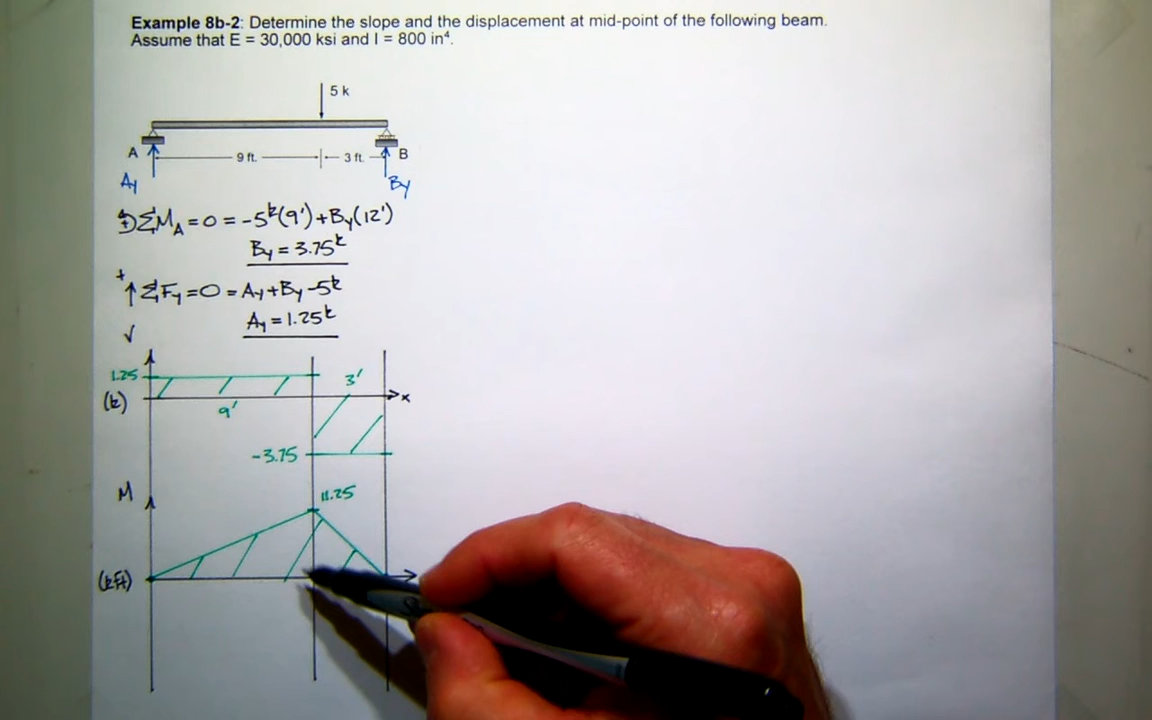 Example 8b-2: Determine the slope and the displacement at mid-point of the following beam.
Assume that E = 30,000 ksi and I = 800 in⁴.
5 k
A
9 ft.
3 ft.
B
Ay
By
ΣM_A = 0 = -5ᵏ(9') + By(12')
By = 3.75ᵏ
+↑ΣFy = 0 = Ay + By - 5ᵏ
Ay = 1.25ᵏ
√
1.25
3'
(k)
x
9'
-3.75
M
11.25
(kft)